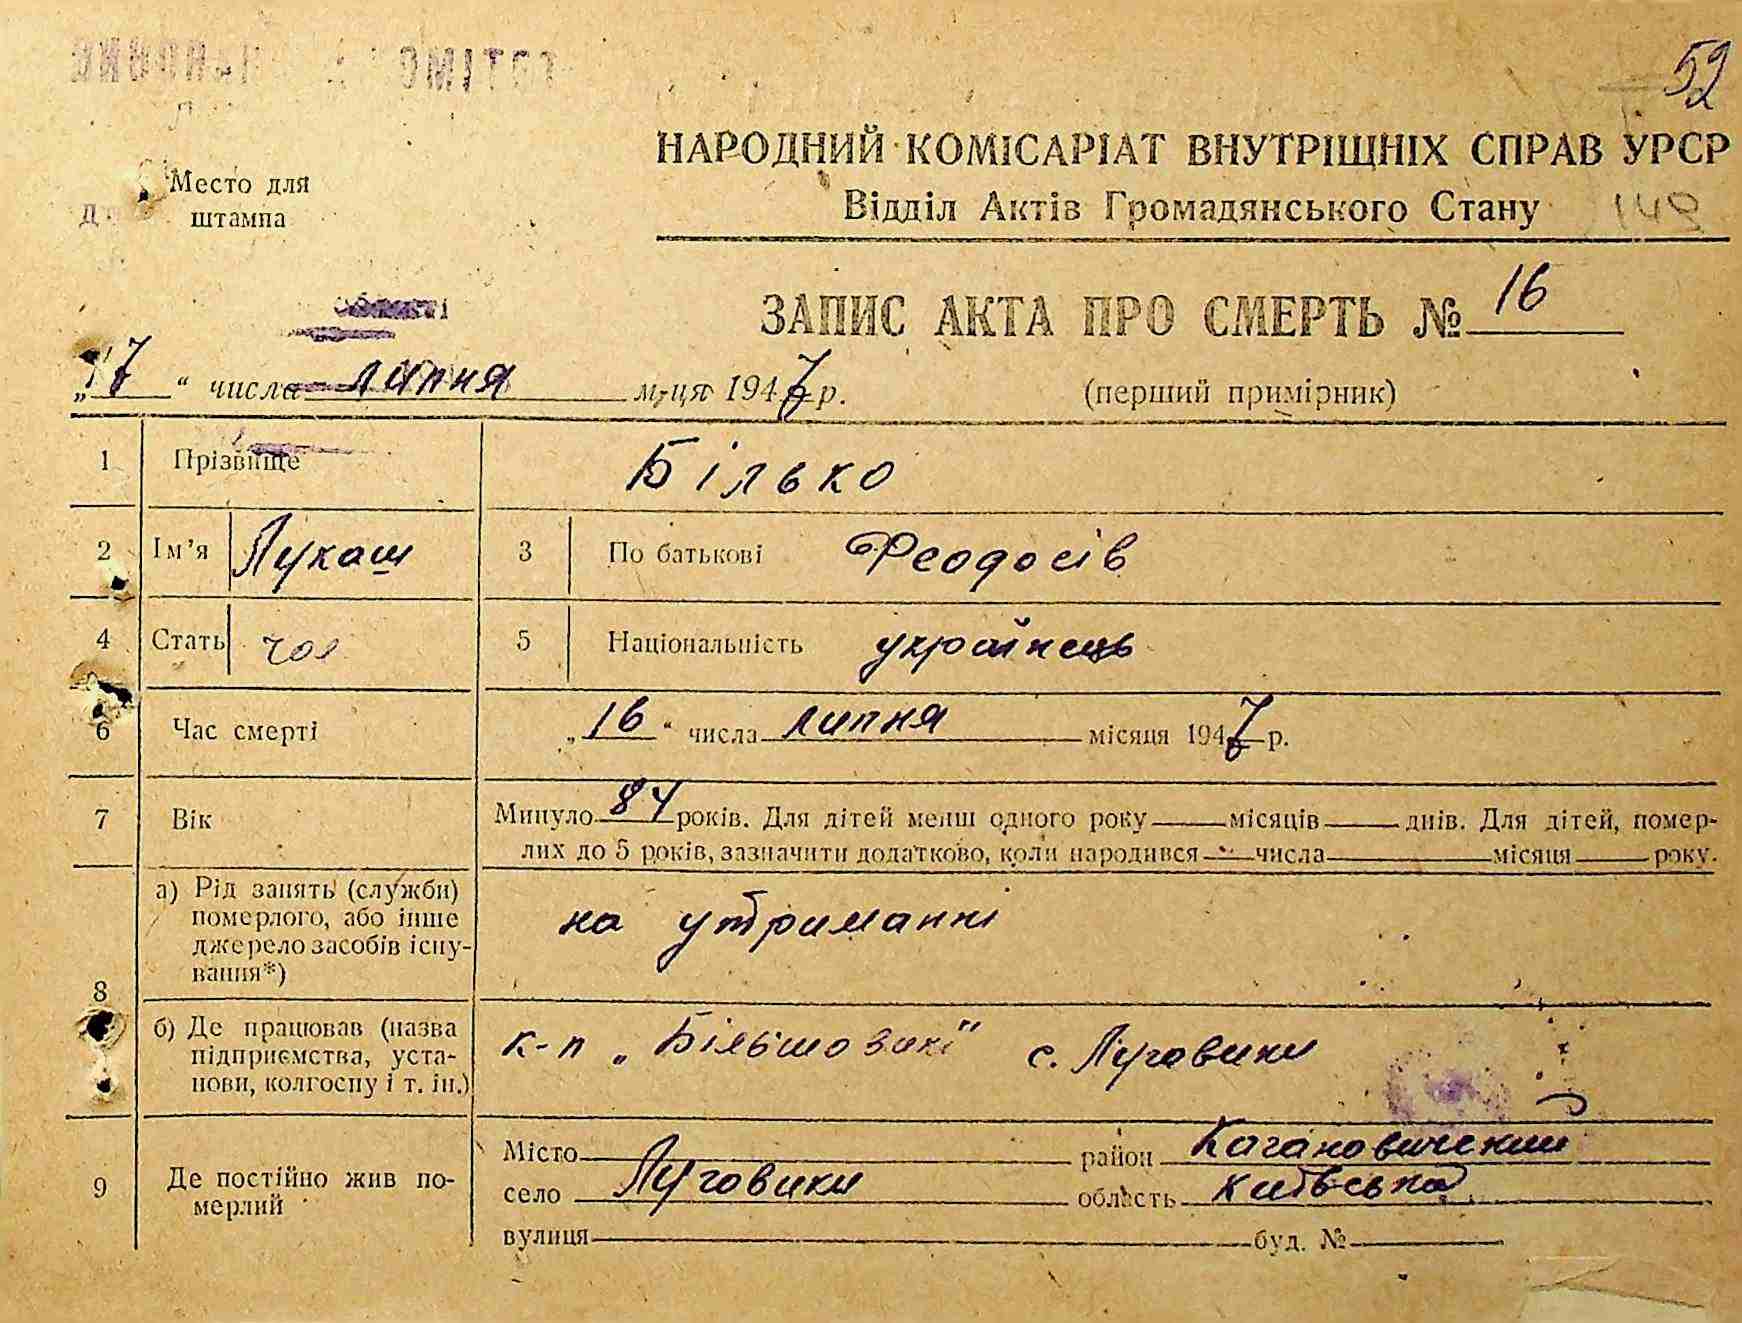 52
НАРОДНИЙ КОМІСАРІАТ ВНУТРІЩНІХ СПРАВ УРСР
Место для
штампа
Відділ Актів Громадянського Стану 149
ЗАПИС АКТА ПРО СМЕРТЬ № 16
„17“ числа липня м-ця 1947 р. (перший примірник)
1 Прізвище Білько
2 Ім'я Лукаш 3 По батькові Феодосів
4 Стать чол 5 Національність українець
6 Час смерті „16“ числа липня місяця 1947 р.
7 Вік Минуло 84 років. Для дітей менш одного року місяців днів. Для дітей, помер-
лих до 5 років, зазначити додатково, коли народився числа місяця року.
8 а) Рід занять (служби)
померлого, або інше
джерело засобів існу-
вання*) на утриманні
б) Де працював (назва
підприємства, уста-
нови, колгоспу і т. ін.) к-п „Більшовик" с. Луговики
9 Де постійно жив по-
мерлий
Місто район Кагановичский
село Луговики область Київська
вулиця буд. №